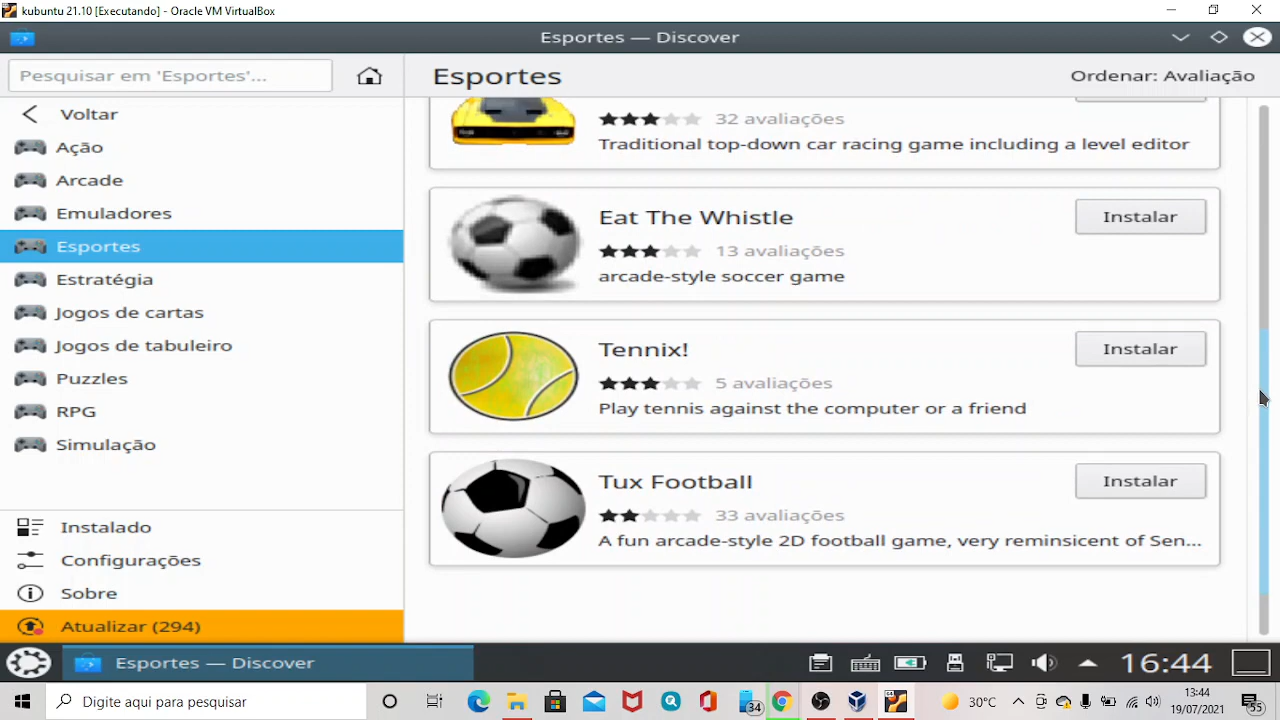 kubuntu 21.10 [Executando] - Oracle VM VirtualBox
Esportes — Discover
Pesquisar em 'Esportes'...
Esportes
Ordenar: Avaliação
Voltar
Ação
Arcade
Emuladores
Esportes
Estratégia
Jogos de cartas
Jogos de tabuleiro
Puzzles
RPG
Simulação
Instalado
Configurações
Sobre
Atualizar (294)
32 avaliações
Traditional top-down car racing game including a level editor
Eat The Whistle
Instalar
13 avaliações
arcade-style soccer game
Tennix!
Instalar
5 avaliações
Play tennis against the computer or a friend
Tux Football
Instalar
33 avaliações
A fun arcade-style 2D football game, very reminsicent of Sen...
Esportes — Discover
16:44
Digite aqui para pesquisar
34
30°C
13:44
19/07/2021
55